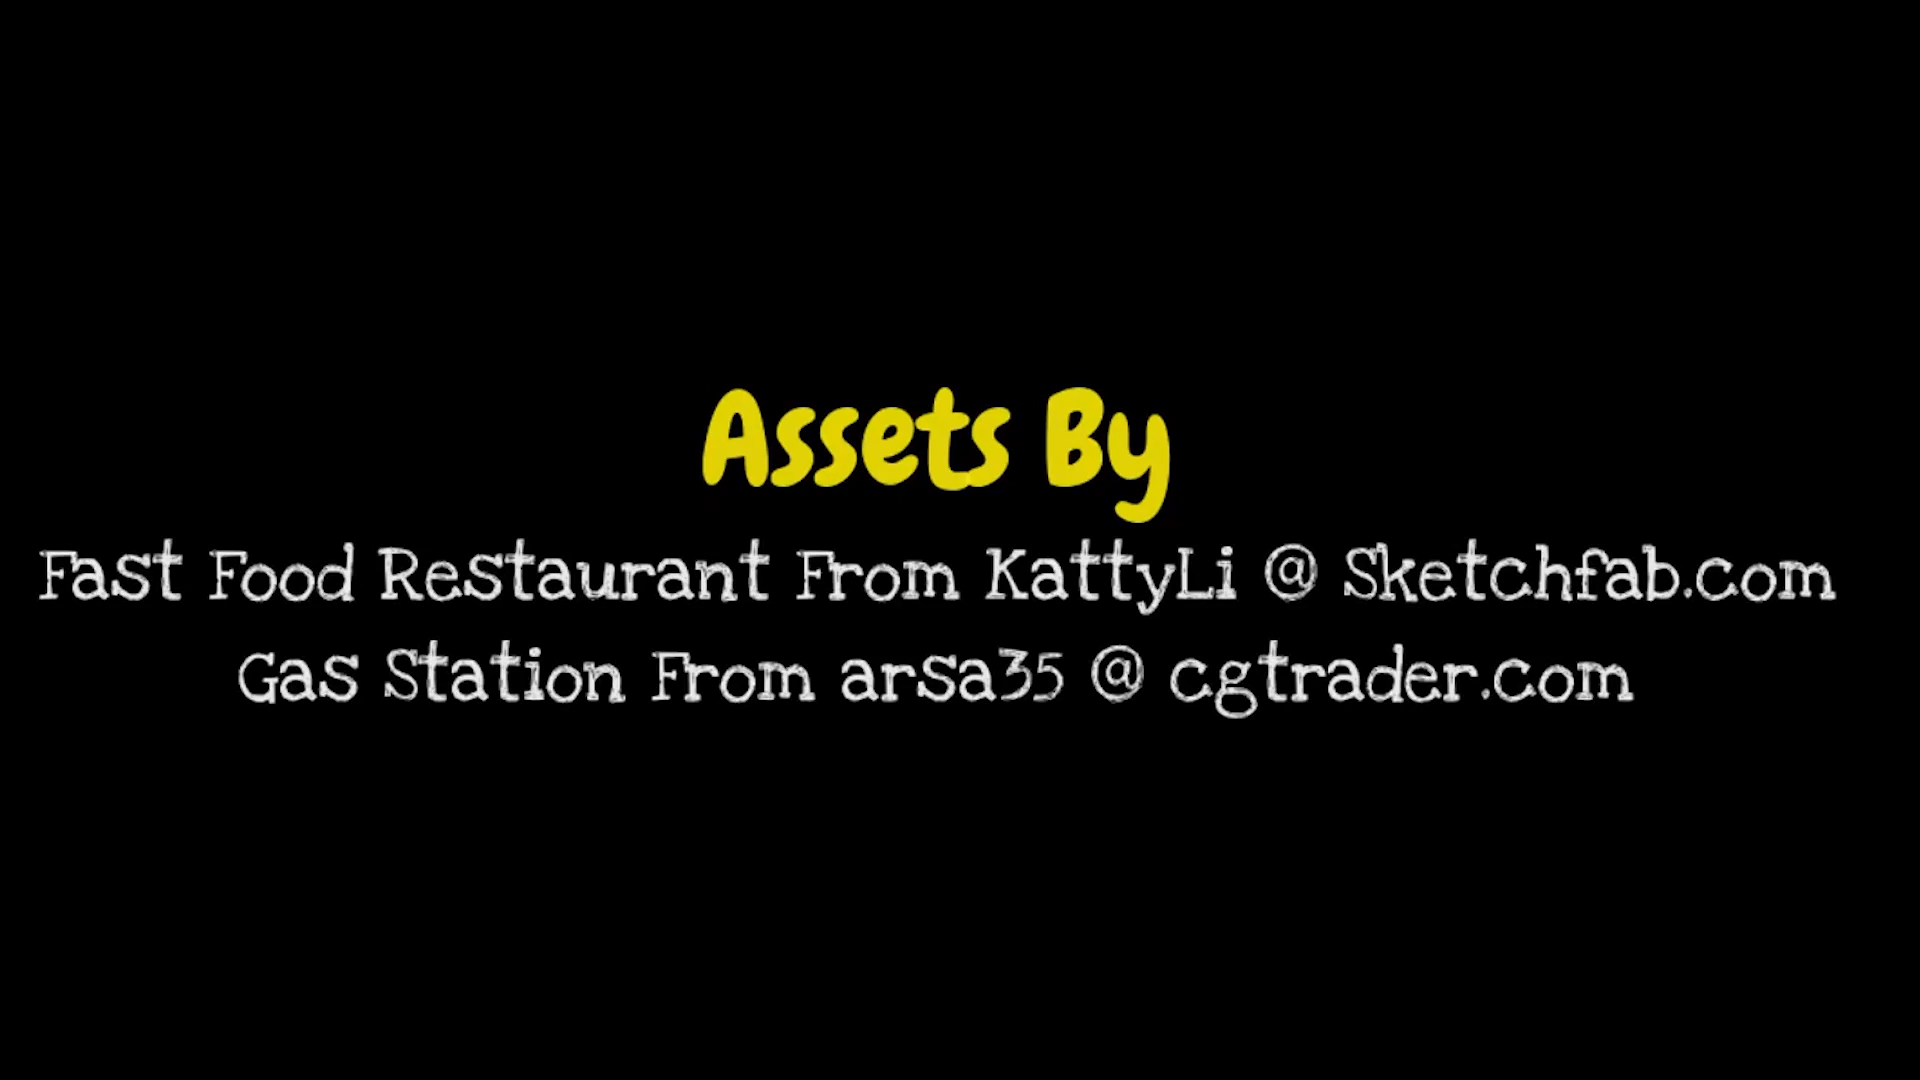 Assets By
Fast Food Restaurant From KattyLi @ Sketchfab.com
Gas Station From arsa35 @ cgtrader.com